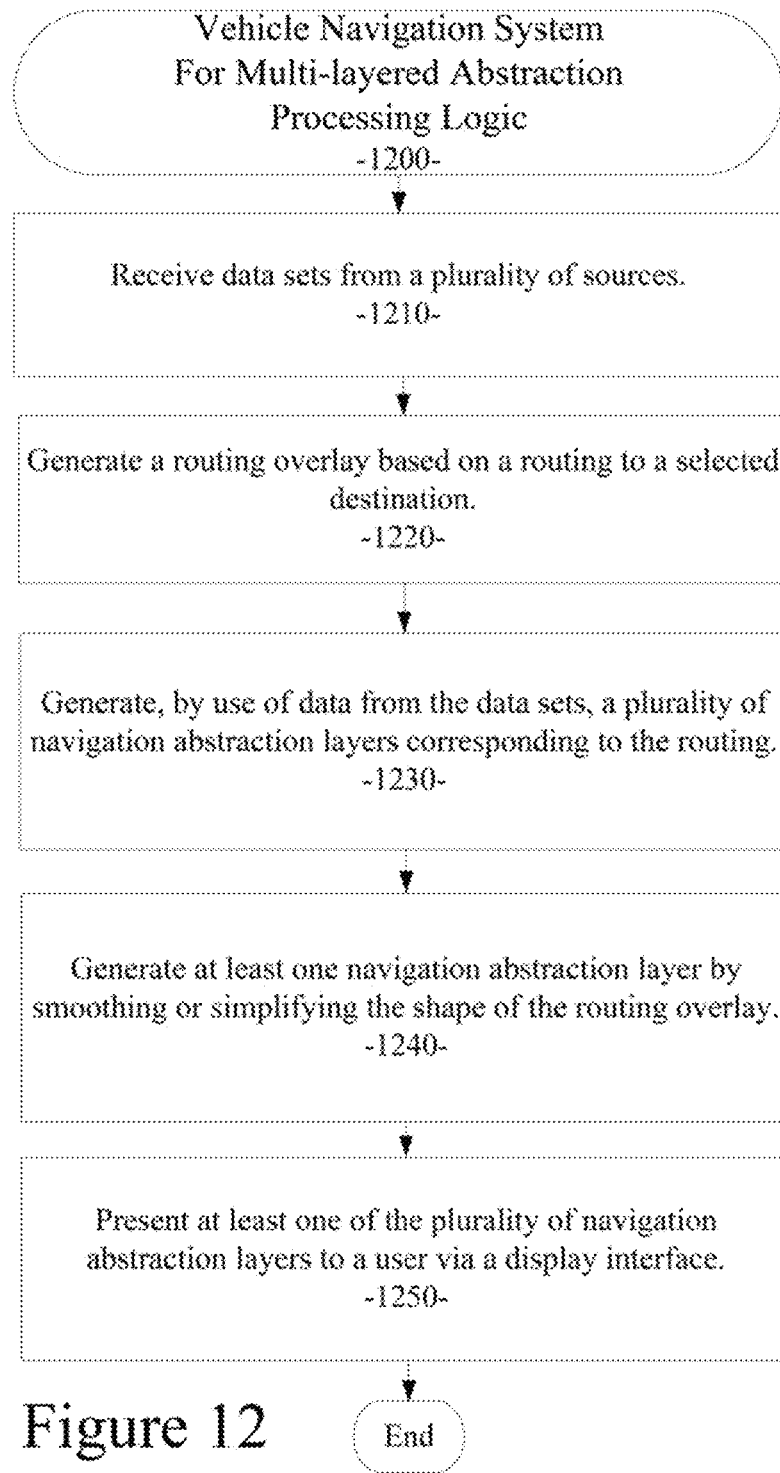 Vehicle Navigation System
For Multi-layered Abstraction
Processing Logic
-1200-
Receive data sets from a plurality of sources.
-1210-
Generate a routing overlay based on a routing to a selected
destination.
-1220-
Generate, by use of data from the data sets, a plurality of
navigation abstraction layers corresponding to the routing.
-1230-
Generate at least one navigation abstraction layer by
smoothing or simplifying the shape of the routing overlay.
-1240-
Present at least one of the plurality of navigation
abstraction layers to a user via a display interface.
-1250-
Figure 12
End